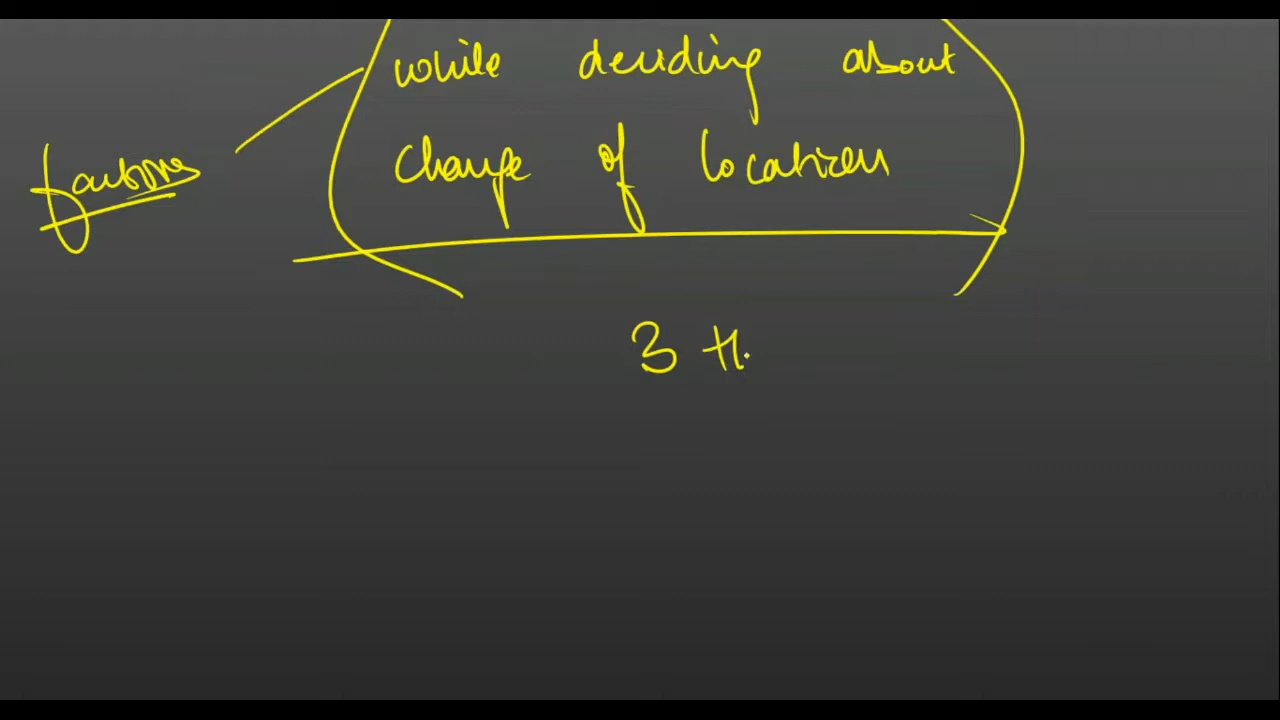 while deciding about
factors
change of location
3 H